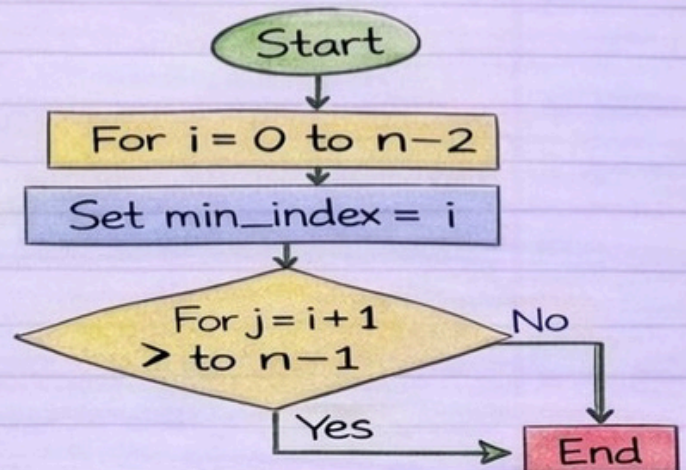 Start
For i = 0 to n-2
Set min_index = i
For j = i+1
> to n-1
No
Yes
End